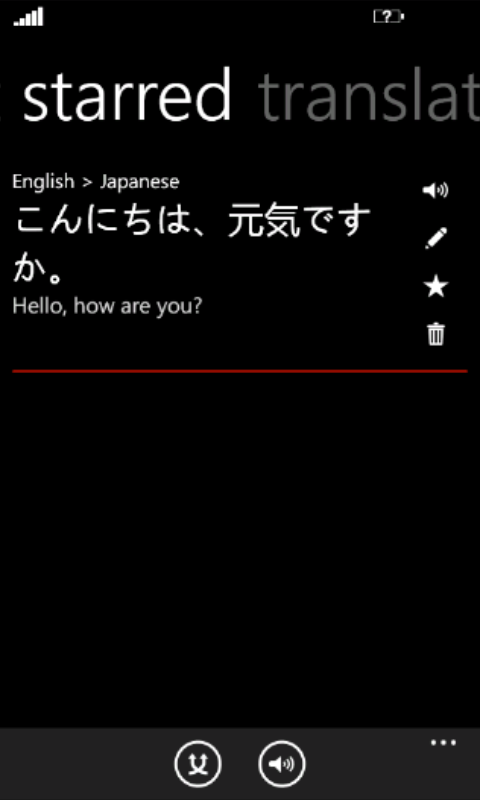 starred translat
English > Japanese
こんにちは、元気です
か。
Hello, how are you?